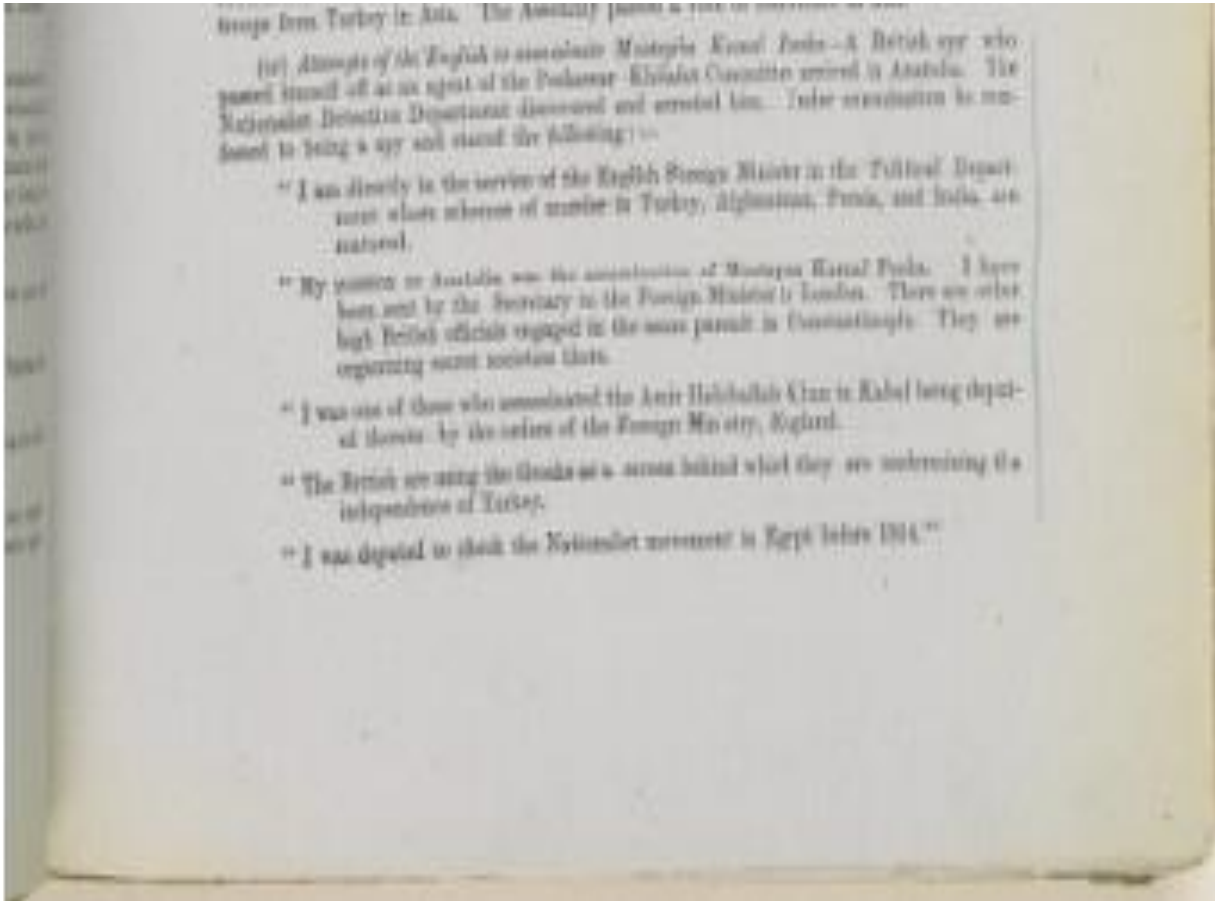 troops from Turkey in Asia. The Assembly passed a vote of
Attempts of the English to assassinate Mustapha Kemal Pasha—A British spy who
passed himself off as an agent of the Peshawar Khilafat Committee arrived in Anatolia. The
Nationalist Detective Department discovered and arrested him. Under examination he con-
fessed to being a spy and stated the following :—
" I am directly in the service of the English Foreign Minister in the Political Depart-
ment where schemes of murder in Turkey, Afghanistan, Persia, and India, are
matured.
" My mission to Anatolia was the assassination of Mustapha Kemal Pasha. I have
been sent by the Secretary to the Foreign Minister in London. There are other
high British officials engaged in the same pursuit in Constantinople. They are
organising secret societies there.
" I was one of those who assassinated the Amir Habibullah Khan in Kabul being deput-
ed thereto by the orders of the Foreign Ministry, England.
" The British are using the Greeks as a screen behind which they are undermining the
independence of Turkey.
" I was deputed to check the Nationalist movement in Egypt before 1914."